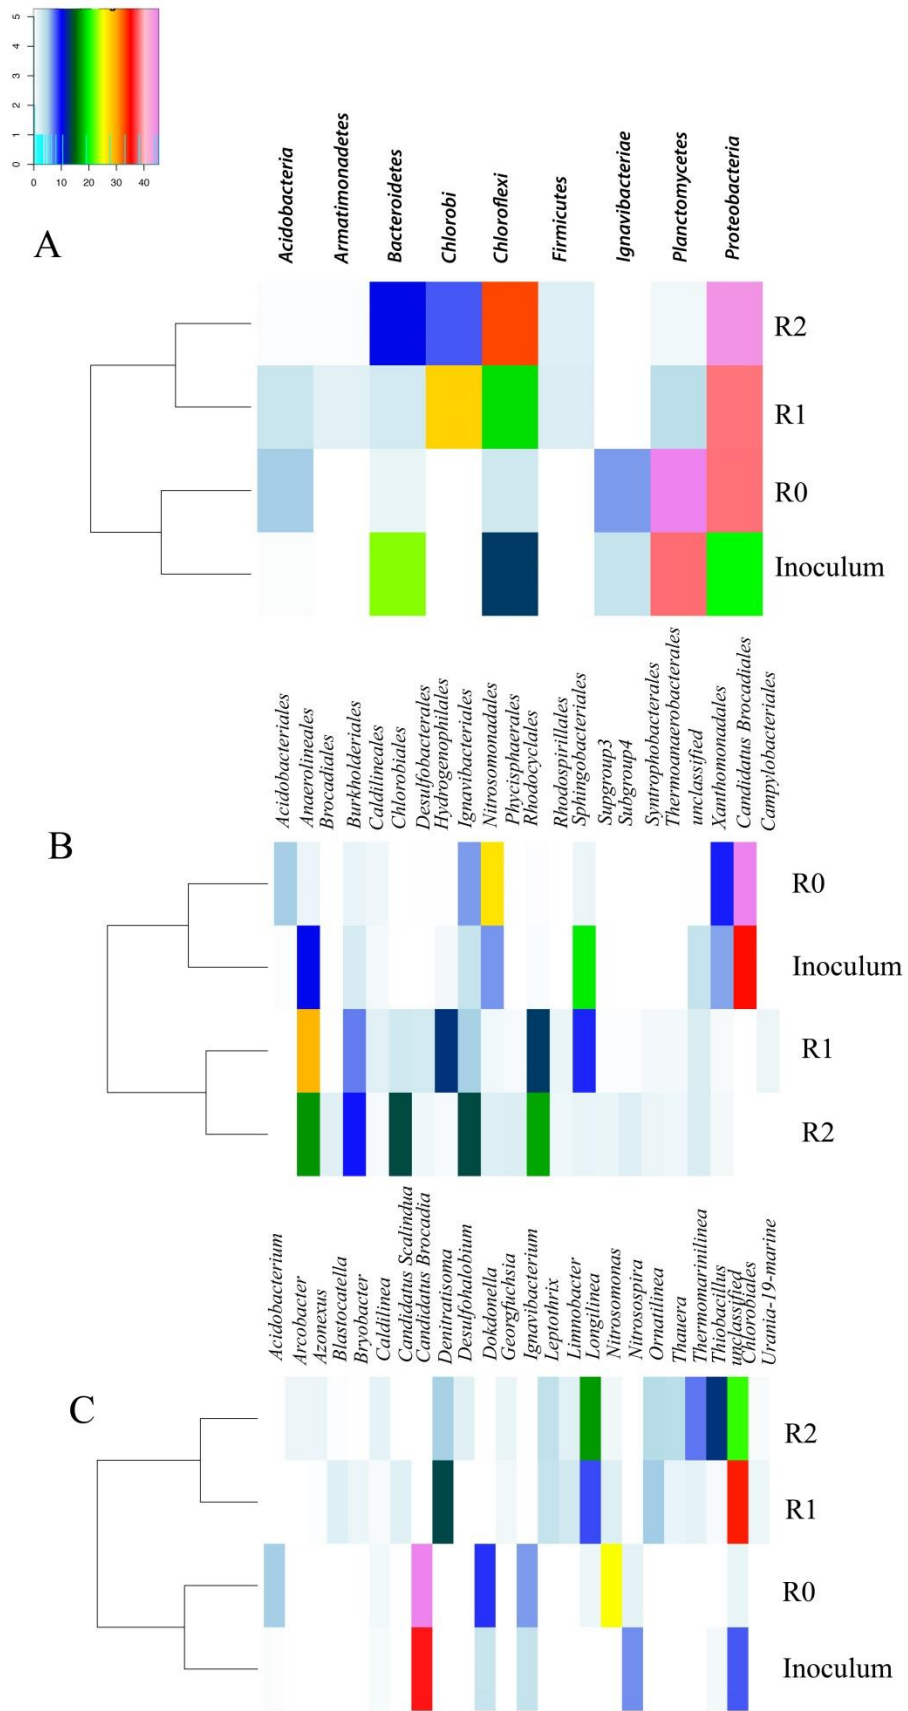 5
4
3
2
1
0
0 10 20 30 40
A
Acidobacteria
Armatimonadetes
Bacteroidetes
Chlorobi
Chloroflexi
Firmicutes
Ignavibacteriae
Planctomycetes
Proteobacteria
R2
R1
R0
Inoculum
B
Acidobacteriales
Anaerolineales
Brocadiales
Burkholderiales
Caldilineales
Chlorobiales
Desulfobacterales
Hydrogenophilales
Ignavibacteriales
Nitrosomonadales
Phycisphaerales
Rhodocyclales
Rhodospirillales
Sphingobacteriales
Supgroup3
Subgroup4
Syntrophobacterales
Thermoanaerobacterales
unclassified
Xanthomonadales
Candidatus Brocadiales
Campylobacteriales
R0
Inoculum
R1
R2
C
Acidobacterium
Arcobacter
Azonexus
Blastocatella
Bryobacter
Caldilinea
Candidatus Scalindua
Candidatus Brocadia
Denitratisoma
Desulfohalobium
Dokdonella
Georgfuchsia
Ignavibacterium
Leptothrix
Limnobacter
Longilinea
Nitrosomonas
Nitrosospira
Ornatilinea
Thauera
Thermomarinilinea
Thiobacillus
unclassified
Chlorobiales
Urania-19-marine
R2
R1
R0
Inoculum